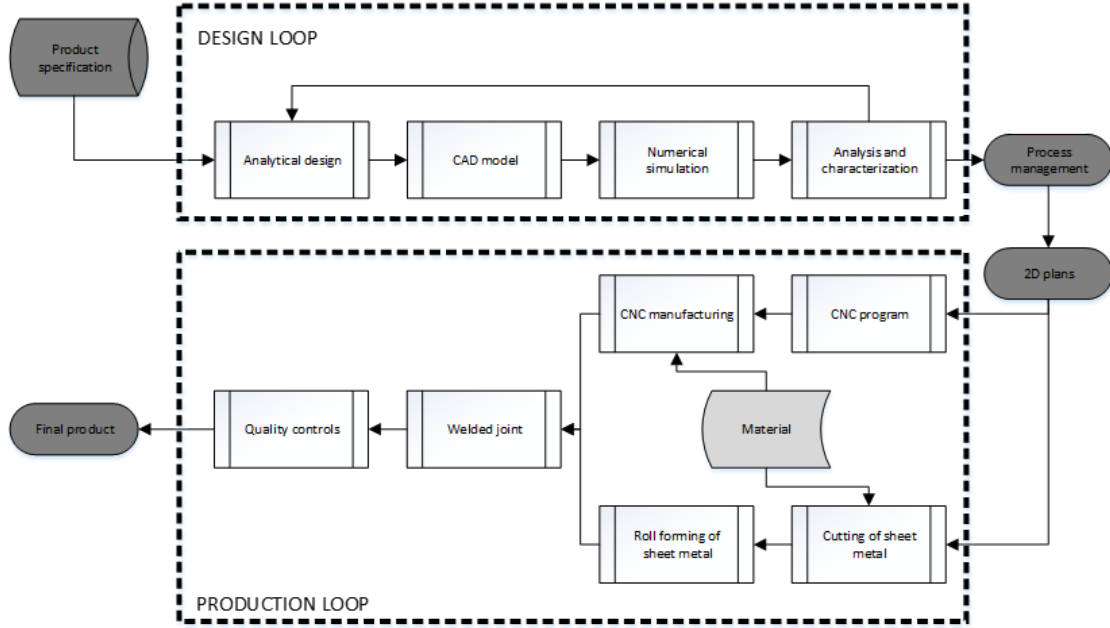 Product
specification
DESIGN LOOP
Analytical design
CAD model
Numerical
simulation
Analysis and
characterization
Process
management
2D plans
CNC manufacturing
CNC program
Final product
Quality controls
Welded joint
Material
Roll forming of
sheet metal
Cutting of sheet
metal
PRODUCTION LOOP